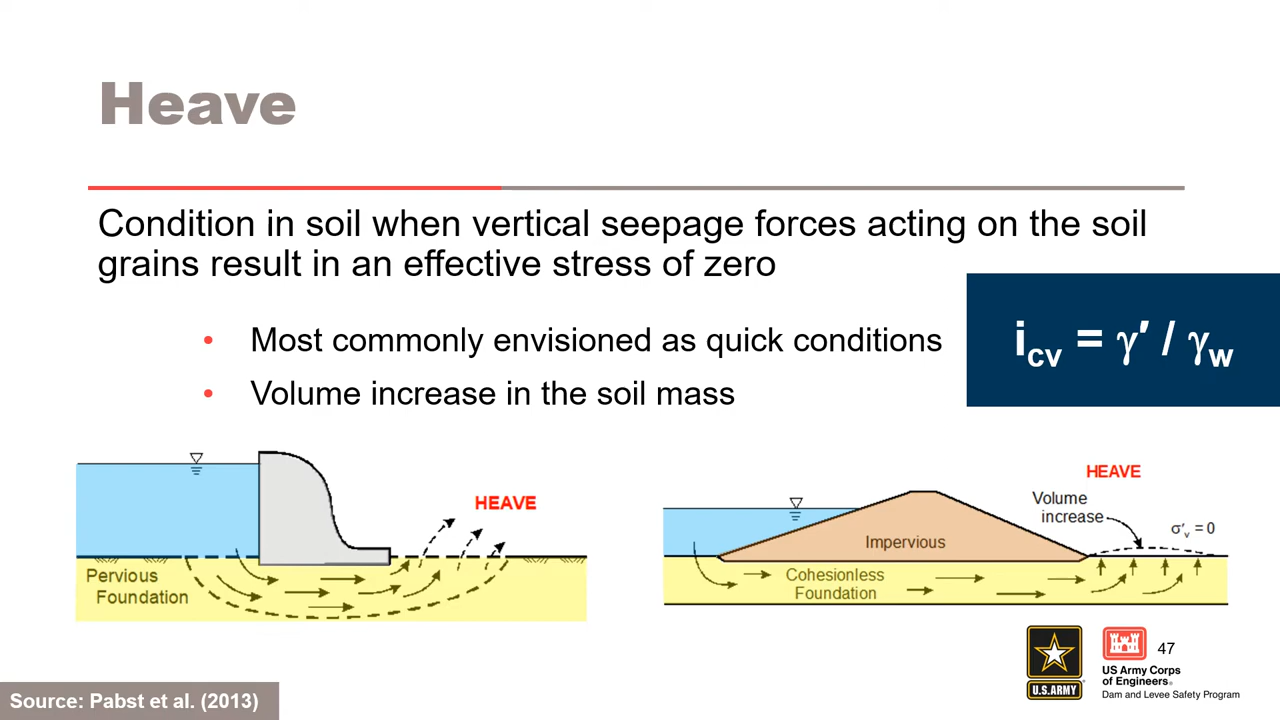 Heave
Condition in soil when vertical seepage forces acting on the soil
grains result in an effective stress of zero
• Most commonly envisioned as quick conditions
• Volume increase in the soil mass
i_cv = γ′ / γ_w
HEAVE
Pervious
Foundation
HEAVE
Volume
increase
σ′_v = 0
Impervious
Cohesionless
Foundation
U.S.ARMY
US Army Corps
of Engineers®
Dam and Levee Safety Program
47
Source: Pabst et al. (2013)